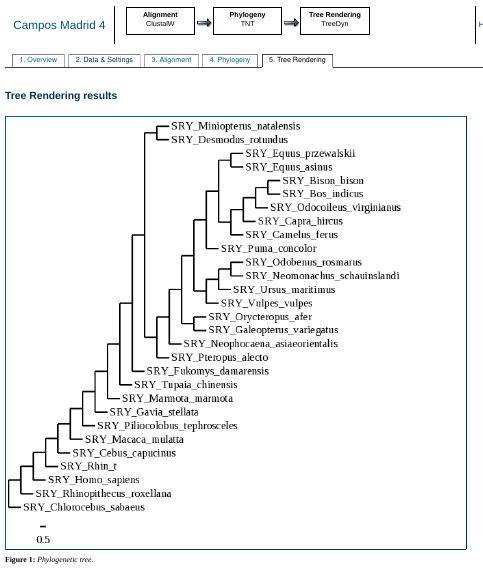 Campos Madrid 4
Alignment
ClustalW
Phylogeny
TNT
Tree Rendering
TreeDyn
H
1. Overview
2. Data & Settings
3. Alignment
4. Phylogeny
5. Tree Rendering
Tree Rendering results
SRY_Miniopterus_natalensis
SRY_Desmodus_rotundus
SRY_Equus_przewalskii
SRY_Equus_asinus
SRY_Bison_bison
SRY_Bos_indicus
SRY_Odocoileus_virginianus
SRY_Capra_hircus
SRY_Camelus_ferus
SRY_Puma_concolor
SRY_Odobenus_rosmarus
SRY_Neomonachus_schauinslandi
SRY_Ursus_maritimus
SRY_Vulpes_vulpes
SRY_Orycteropus_afer
SRY_Galeopterus_variegatus
SRY_Neophocaena_asiaeorientalis
SRY_Pteropus_alecto
SRY_Fukomys_damarensis
SRY_Tupaia_chinensis
SRY_Marmota_marmota
SRY_Gavia_stellata
SRY_Piliocolobus_tephrosceles
SRY_Macaca_mulatta
SRY_Cebus_capucinus
SRY_Rhin_t
SRY_Homo_sapiens
SRY_Rhinopithecus_roxellana
SRY_Chlorocebus_sabaeus
0.5
Figure 1: Phylogenetic tree.